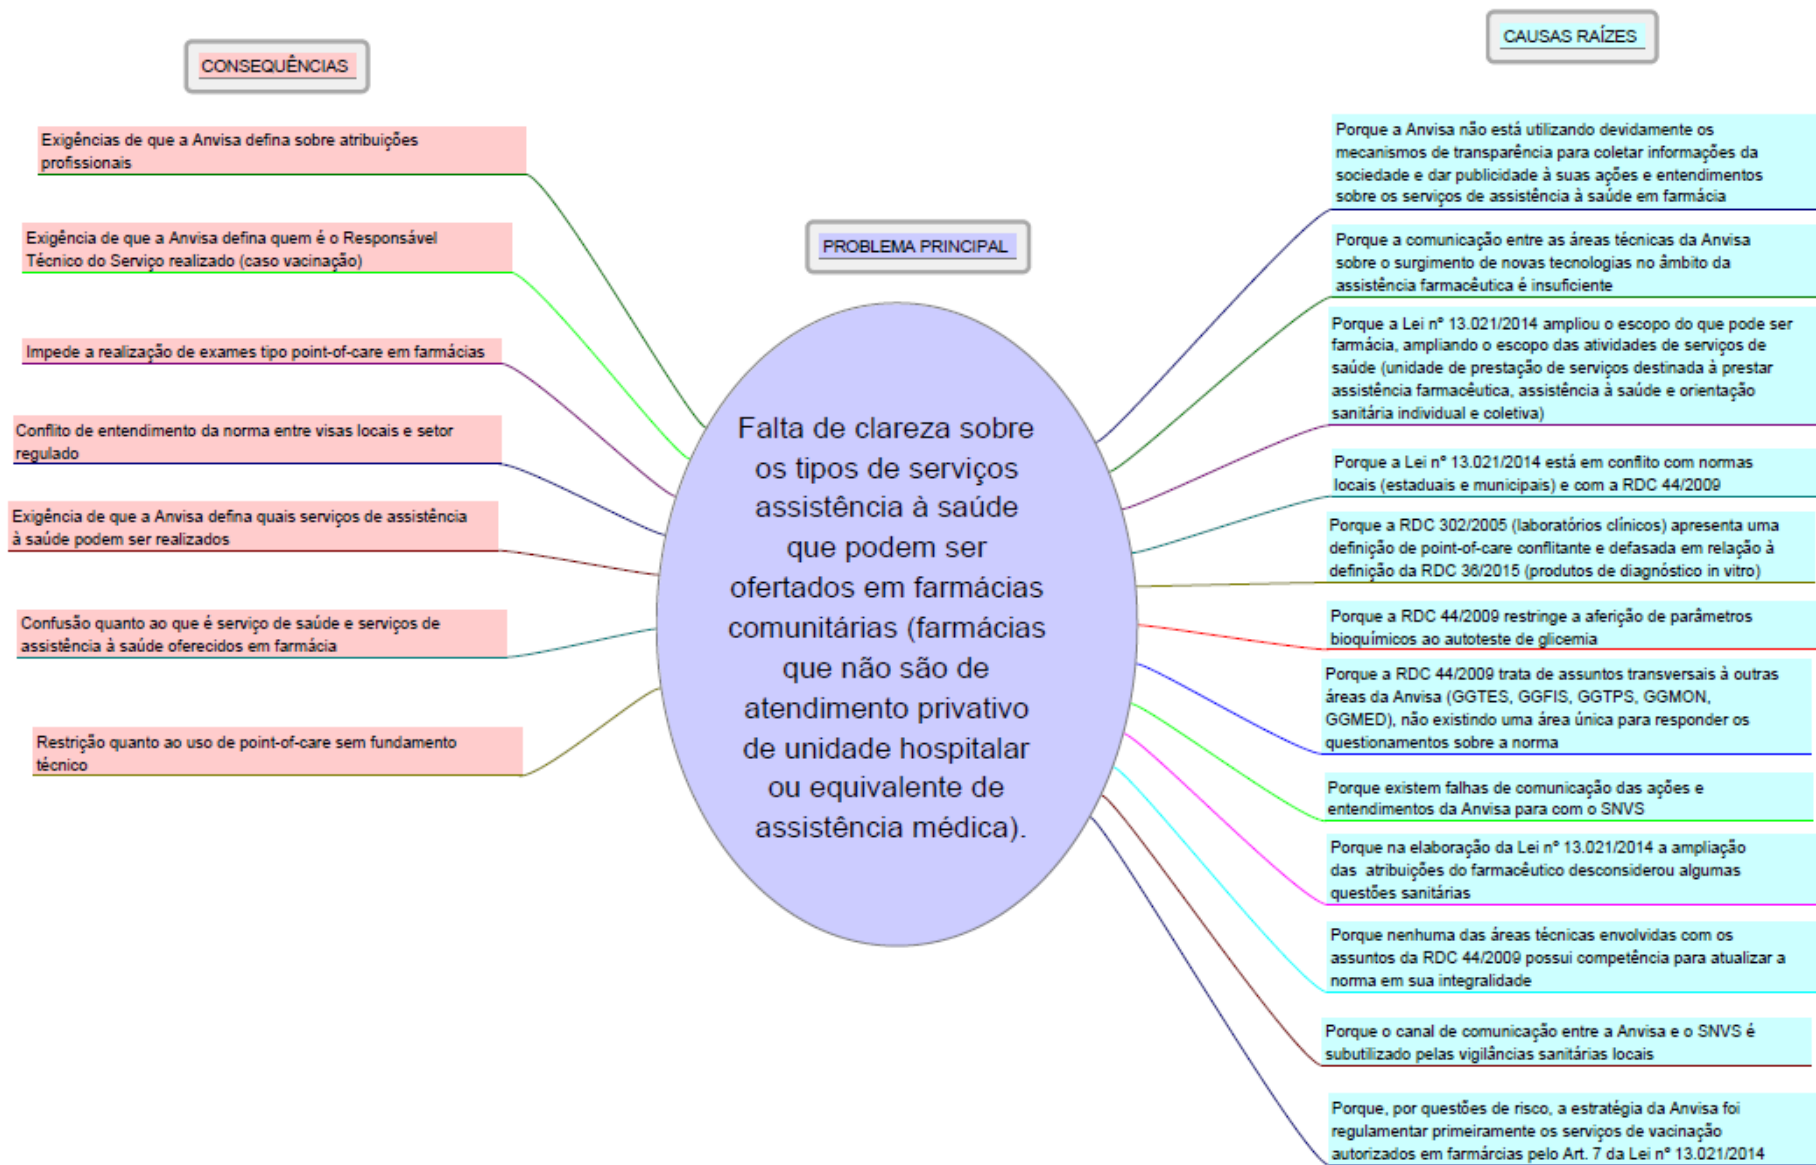 CONSEQUÊNCIAS
Exigências de que a Anvisa defina sobre atribuições
profissionais
Exigência de que a Anvisa defina quem é o Responsável
Técnico do Serviço realizado (caso vacinação)
Impede a realização de exames tipo point-of-care em farmácias
Conflito de entendimento da norma entre visas locais e setor
regulado
Exigência de que a Anvisa defina quais serviços de assistência
à saúde podem ser realizados
Confusão quanto ao que é serviço de saúde e serviços de
assistência à saúde oferecidos em farmácia
Restrição quanto ao uso de point-of-care sem fundamento
técnico
PROBLEMA PRINCIPAL
Falta de clareza sobre
os tipos de serviços
assistência à saúde
que podem ser
ofertados em farmácias
comunitárias (farmácias
que não são de
atendimento privativo
de unidade hospitalar
ou equivalente de
assistência médica).
CAUSAS RAÍZES
Porque a Anvisa não está utilizando devidamente os
mecanismos de transparência para coletar informações da
sociedade e dar publicidade à suas ações e entendimentos
sobre os serviços de assistência à saúde em farmácia
Porque a comunicação entre as áreas técnicas da Anvisa
sobre o surgimento de novas tecnologias no âmbito da
assistência farmacêutica é insuficiente
Porque a Lei nº 13.021/2014 ampliou o escopo do que pode ser
farmácia, ampliando o escopo das atividades de serviços de
saúde (unidade de prestação de serviços destinada à prestar
assistência farmacêutica, assistência à saúde e orientação
sanitária individual e coletiva)
Porque a Lei nº 13.021/2014 está em conflito com normas
locais (estaduais e municipais) e com a RDC 44/2009
Porque a RDC 302/2005 (laboratórios clínicos) apresenta uma
definição de point-of-care conflitante e defasada em relação à
definição da RDC 36/2015 (produtos de diagnóstico in vitro)
Porque a RDC 44/2009 restringe a aferição de parâmetros
bioquímicos ao autoteste de glicemia
Porque a RDC 44/2009 trata de assuntos transversais à outras
áreas da Anvisa (GGTES, GGFIS, GGTPS, GGMON,
GGMED), não existindo uma área única para responder os
questionamentos sobre a norma
Porque existem falhas de comunicação das ações e
entendimentos da Anvisa para com o SNVS
Porque na elaboração da Lei nº 13.021/2014 a ampliação
das atribuições do farmacêutico desconsiderou algumas
questões sanitárias
Porque nenhuma das áreas técnicas envolvidas com os
assuntos da RDC 44/2009 possui competência para atualizar a
norma em sua integralidade
Porque o canal de comunicação entre a Anvisa e o SNVS é
subutilizado pelas vigilâncias sanitárias locais
Porque, por questões de risco, a estratégia da Anvisa foi
regulamentar primeiramente os serviços de vacinação
autorizados em farmárcias pelo Art. 7 da Lei nº 13.021/2014